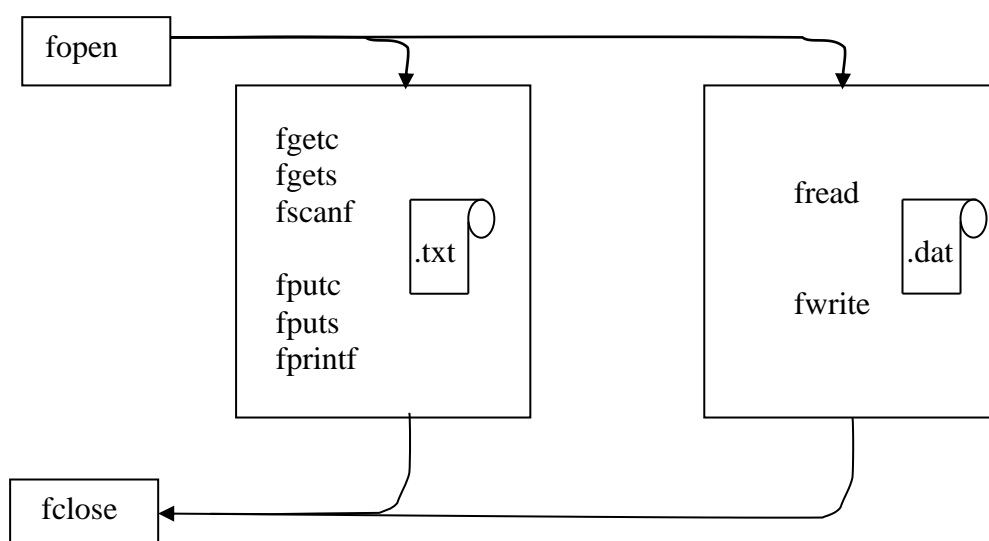 fopen
fgetc
fgets
fscanf
.txt
fputc
fputs
fprintf
fread
.dat
fwrite
fclose